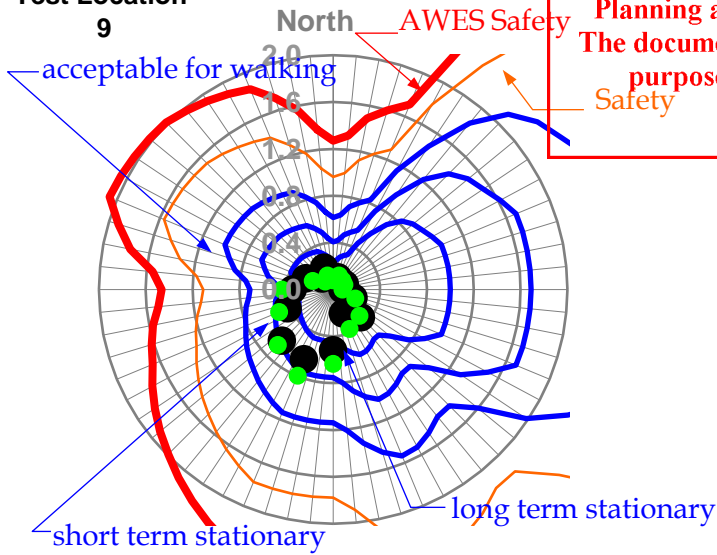 9
North
AWES Safety
Planning a
The docume
purpose
2.0
acceptable for walking
1.6
Safety
1.2
0.8
0.4
0.0
long term stationary
short term stationary